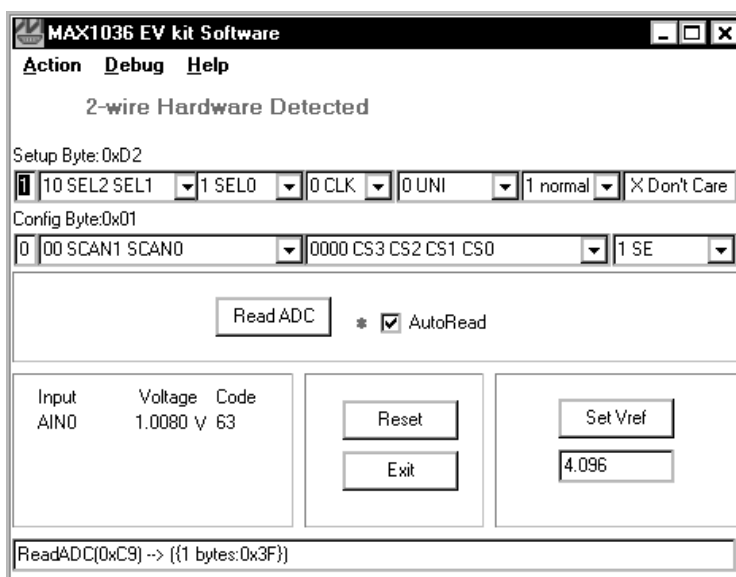 MAX1036 EV kit Software
Action Debug Help
2-wire Hardware Detected
Setup Byte:0xD2
1 10 SEL2 SEL1 1 SEL0 0 CLK 0 UNI 1 normal X Don't Care
Config Byte:0x01
0 00 SCAN1 SCAN0 0000 CS3 CS2 CS1 CS0 1 SE
Read ADC * AutoRead
Input Voltage Code
AIN0 1.0080 V 63
Reset
Exit
Set Vref
4.096
ReadADC(0xC9) --> ({1 bytes:0x3F})